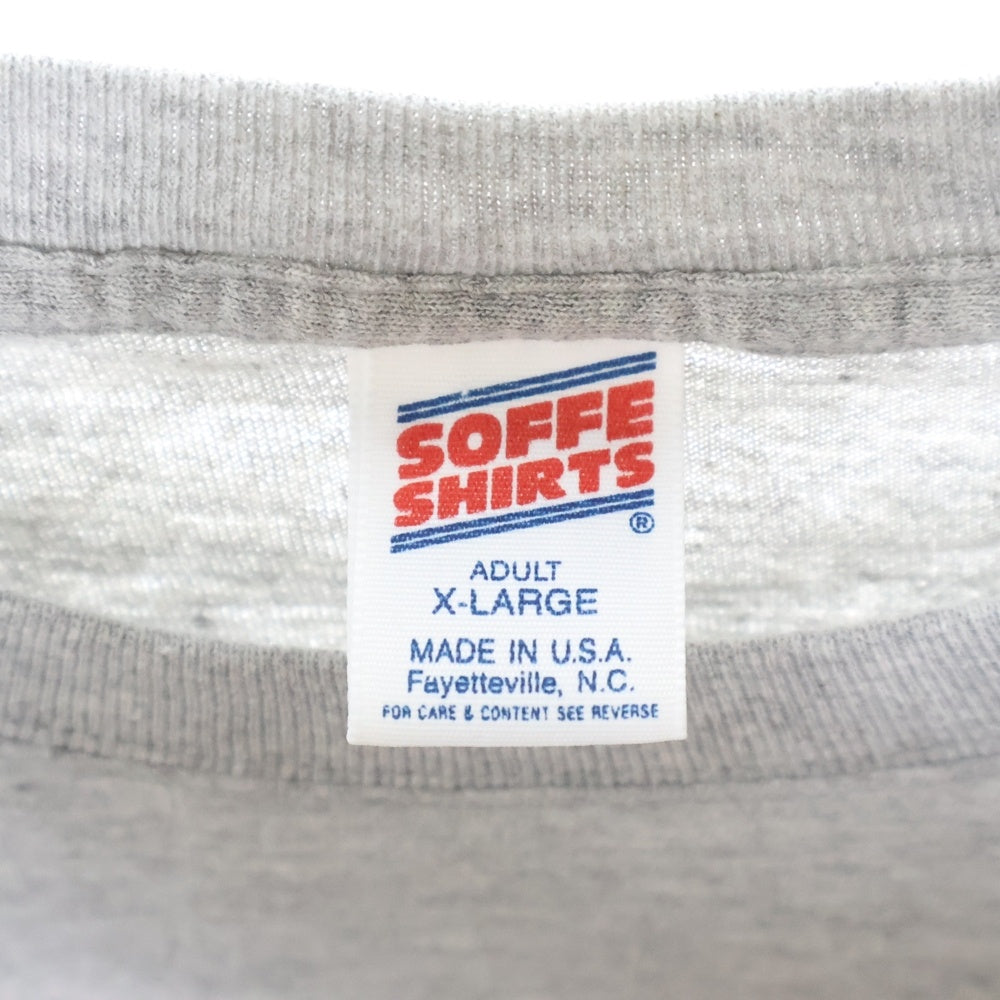 SOFFE
SHIRTS
®
ADULT
X-LARGE
MADE IN U.S.A.
Fayetteville, N.C.
FOR CARE & CONTENT SEE REVERSE